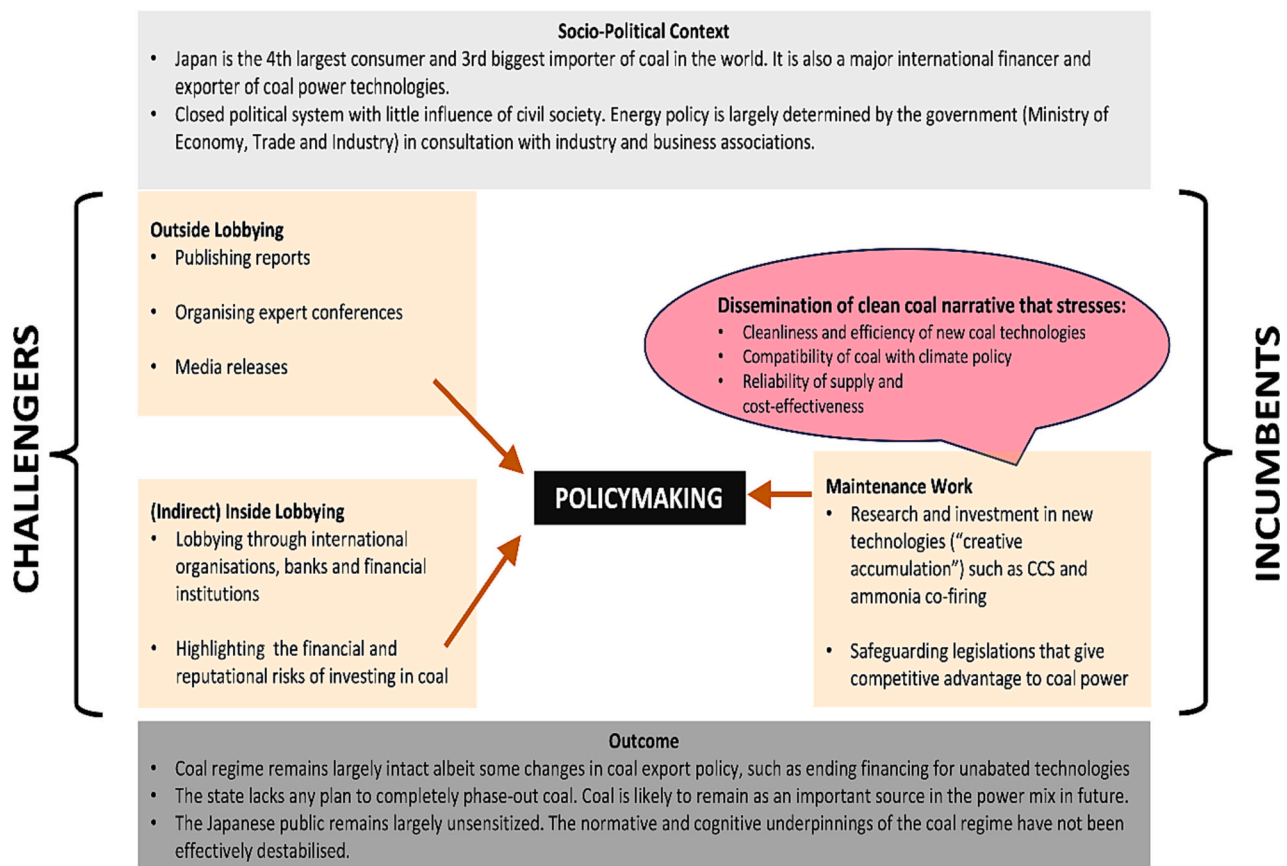 Socio-Political Context
• Japan is the 4th largest consumer and 3rd biggest importer of coal in the world. It is also a major international financer and
exporter of coal power technologies.
• Closed political system with little influence of civil society. Energy policy is largely determined by the government (Ministry of
Economy, Trade and Industry) in consultation with industry and business associations.
CHALLENGERS
Outside Lobbying
• Publishing reports
• Organising expert conferences
• Media releases
(Indirect) Inside Lobbying
• Lobbying through international
organisations, banks and financial
institutions
• Highlighting the financial and
reputational risks of investing in coal
POLICYMAKING
Dissemination of clean coal narrative that stresses:
• Cleanliness and efficiency of new coal technologies
• Compatibility of coal with climate policy
• Reliability of supply and
cost-effectiveness
Maintenance Work
• Research and investment in new
technologies (“creative
accumulation”) such as CCS and
ammonia co-firing
• Safeguarding legislations that give
competitive advantage to coal power
INCUMBENTS
Outcome
• Coal regime remains largely intact albeit some changes in coal export policy, such as ending financing for unabated technologies
• The state lacks any plan to completely phase-out coal. Coal is likely to remain as an important source in the power mix in future.
• The Japanese public remains largely unsensitized. The normative and cognitive underpinnings of the coal regime have not been
effectively destabilised.